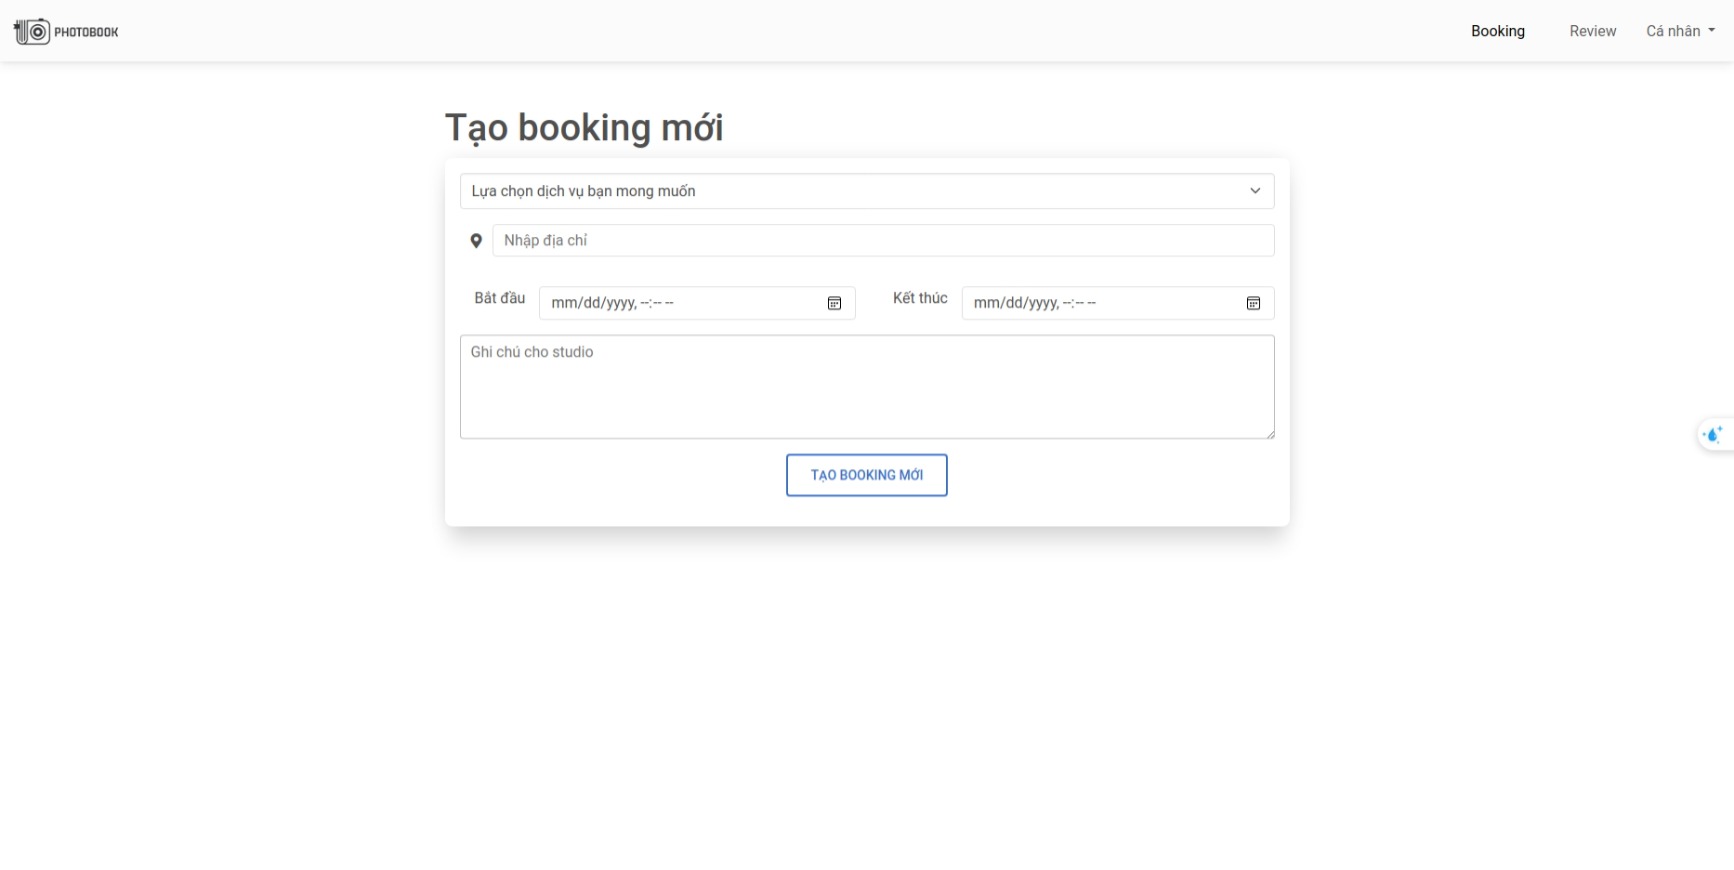 PHOTOBOOK
Booking
Review
Cá nhân
Tạo booking mới
Lựa chọn dịch vụ bạn mong muốn
Nhập địa chỉ
Bắt đầu
mm/dd/yyyy, --:-- --
Kết thúc
mm/dd/yyyy, --:-- --
Ghi chú cho studio
TẠO BOOKING MỚI